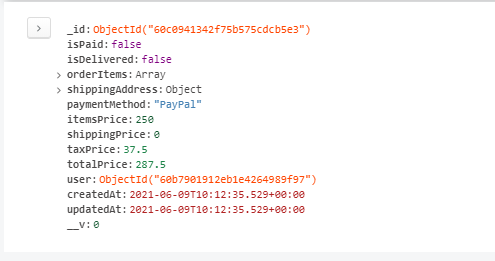 _id: ObjectId("60c0941342f75b575cdcb5e3")
isPaid: false
isDelivered: false
orderItems: Array
shippingAddress: Object
paymentMethod: "PayPal"
itemsPrice: 250
shippingPrice: 0
taxPrice: 37.5
totalPrice: 287.5
user: ObjectId("60b7901912eb1e4264989f97")
createdAt: 2021-06-09T10:12:35.529+00:00
updatedAt: 2021-06-09T10:12:35.529+00:00
__v: 0